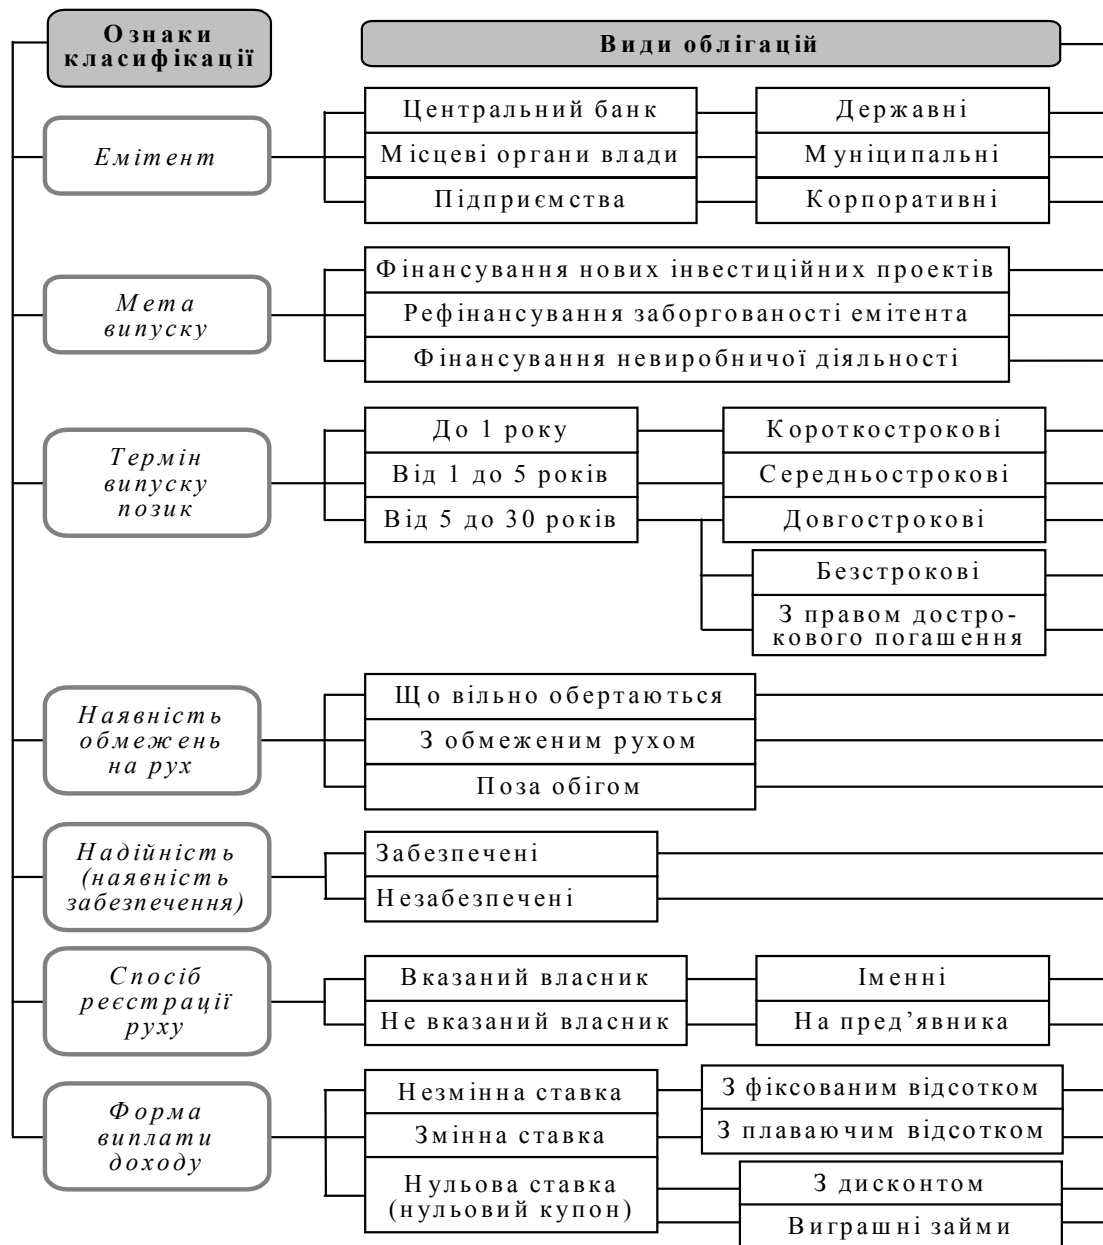 Ознаки
класифікації
Види облігацій
Емітент
Центральний банк
Державні
Місцеві органи влади
Муніципальні
Підприємства
Корпоративні
Мета
випуску
Фінансування нових інвестиційних проектів
Рефінансування заборгованості емітента
Фінансування невиробничої діяльності
Термін
випуску
позик
До 1 року
Короткострокові
Від 1 до 5 років
Середньострокові
Від 5 до 30 років
Довгострокові
Безстрокові
З правом достро-
кового погашення
Наявність
обмежень
на рух
Що вільно обертаються
З обмеженим рухом
Поза обігом
Надійність
(наявність
забезпечення)
Забезпечені
Незабезпечені
Спосіб
реєстрації
руху
Вказаний власник
Іменні
Не вказаний власник
На пред’явника
Форма
виплати
доходу
Незмінна ставка
З фіксованим відсотком
Змінна ставка
З плаваючим відсотком
Нульова ставка
(нульовий купон)
З дисконтом
Виграшні займи